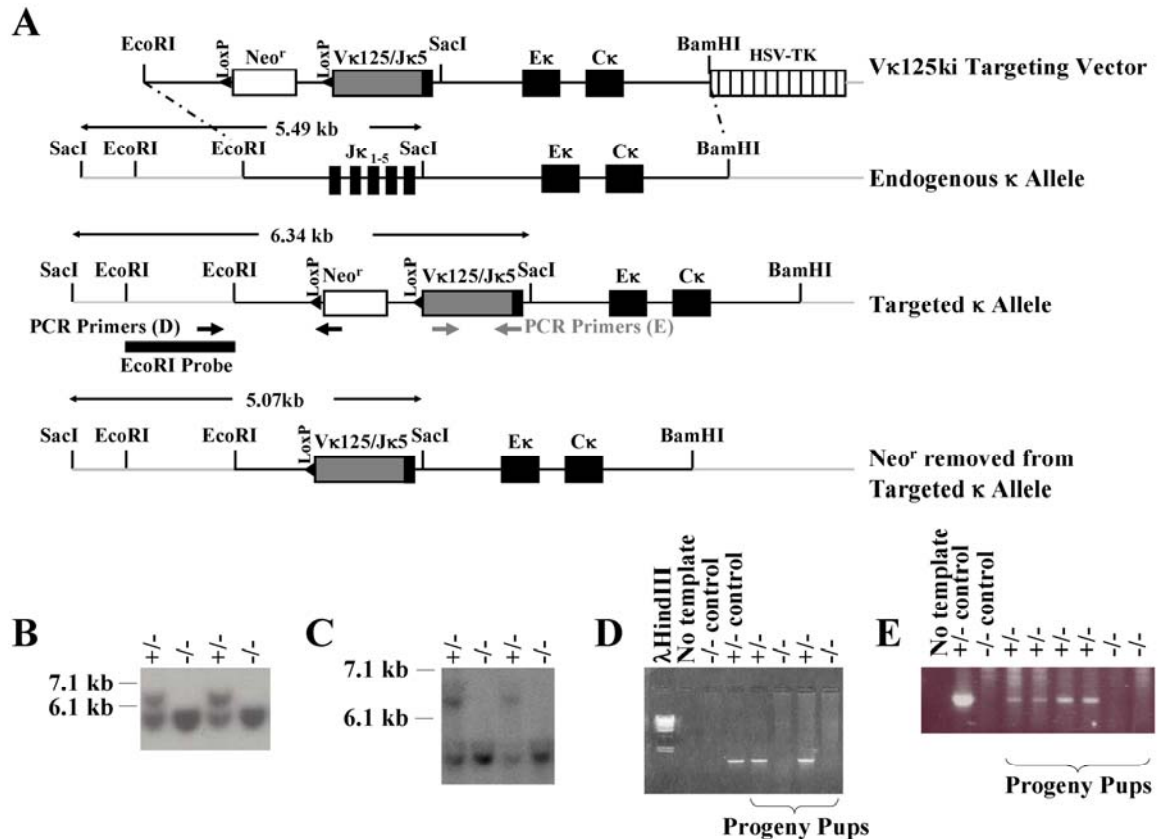 A
EcoRI LoxP Neoʳ LoxP Vκ125/Jκ5 SacI Eκ Cκ BamHI HSV-TK
Vκ125ki Targeting Vector
5.49 kb
SacI EcoRI EcoRI Jκ₁₋₅ SacI Eκ Cκ BamHI
Endogenous κ Allele
6.34 kb
SacI EcoRI EcoRI LoxP Neoʳ LoxP Vκ125/Jκ5 SacI Eκ Cκ BamHI
Targeted κ Allele
PCR Primers (D) PCR Primers (E)
EcoRI Probe
5.07kb
SacI EcoRI EcoRI LoxP Vκ125/Jκ5 SacI Eκ Cκ BamHI
Neoʳ removed from
Targeted κ Allele
B
+/- -/- +/- -/-
7.1 kb
6.1 kb
C
+/- -/- +/- -/-
7.1 kb
6.1 kb
D
λHindIII
No template
-/- control
+/- control
+/- -/- +/- -/-
Progeny Pups
E
No template
+/- control
-/- control
+/- +/- +/- +/- -/- -/-
Progeny Pups